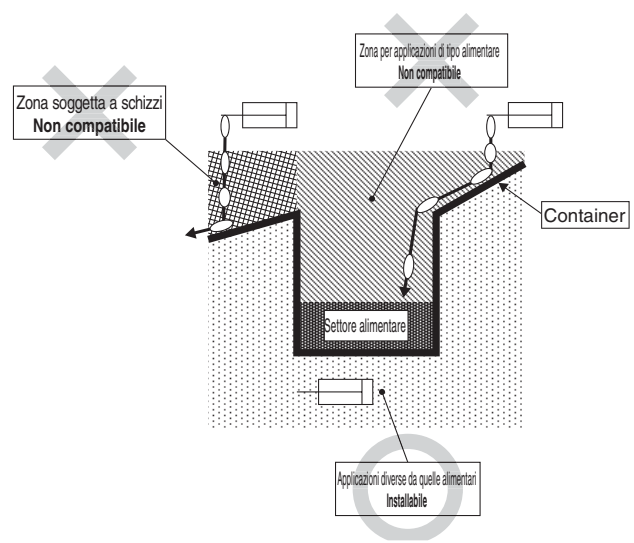 Zona per applicazioni di tipo alimentare
Non compatibile
Zona soggetta a schizzi
Non compatibile
Container
Settore alimentare
Applicazioni diverse da quelle alimentari
Installabile